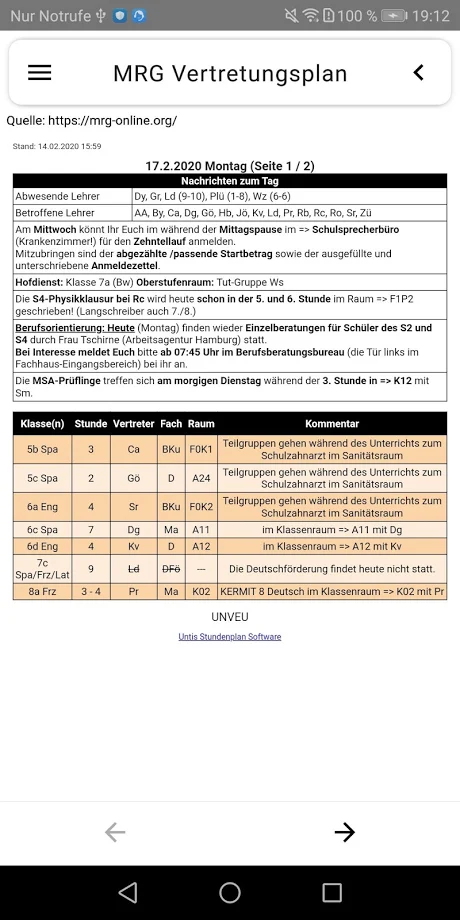 Nur Notrufe 100 % 19:12
MRG Vertretungsplan
Quelle: https://mrg-online.org/
Stand: 14.02.2020 15:59
17.2.2020 Montag (Seite 1 / 2)
Nachrichten zum Tag
Abwesende Lehrer Dy, Gr, Ld (9-10), Plü (1-8), Wz (6-6)
Betroffene Lehrer AA, By, Ca, Dg, Gö, Hb, Jö, Kv, Ld, Pr, Rb, Rc, Ro, Sr, Zü
Am Mittwoch könnt Ihr Euch im während der Mittagspause im => Schulsprecherbüro
(Krankenzimmer!) für den Zehntellauf anmelden.
Mitzubringen sind der abgezählte /passende Startbetrag sowie der ausgefüllte und
unterschriebene Anmeldezettel.
Hofdienst: Klasse 7a (Bw) Oberstufenraum: Tut-Gruppe Ws
Die S4-Physikklausur bei Rc wird heute schon in der 5. und 6. Stunde im Raum => F1P2
geschrieben! (Langschreiber auch 7./8.)
Berufsorientierung: Heute (Montag) finden wieder Einzelberatungen für Schüler des S2 und
S4 durch Frau Tschirne (Arbeitsagentur Hamburg) statt.
Bei Interesse meldet Euch bitte ab 07:45 Uhr im Berufsberatungsbureau (die Tür links im
Fachhaus-Eingangsbereich) bei ihr an.
Die MSA-Prüflinge treffen sich am morgigen Dienstag während der 3. Stunde in => K12 mit
Sm.
Klasse(n) Stunde Vertreter Fach Raum Kommentar
5b Spa 3 Ca BKu F0K1 Teilgruppen gehen während des Unterrichts zum
Schulzahnarzt im Sanitätsraum
5c Spa 2 Gö D A24 Teilgruppen gehen während des Unterrichts zum
Schulzahnarzt im Sanitätsraum
6a Eng 4 Sr BKu F0K2 Teilgruppen gehen während des Unterrichts zum
Schulzahnarzt im Sanitätsraum
6c Spa 7 Dg Ma A11 im Klassenraum => A11 mit Dg
6d Eng 4 Kv D A12 im Klassenraum => A12 mit Kv
7c
Spa/Frz/Lat 9 Ld DFö --- Die Deutschförderung findet heute nicht statt.
8a Frz 3 - 4 Pr Ma K02 KERMIT 8 Deutsch im Klassenraum => K02 mit Pr
UNVEU
Untis Stundenplan Software